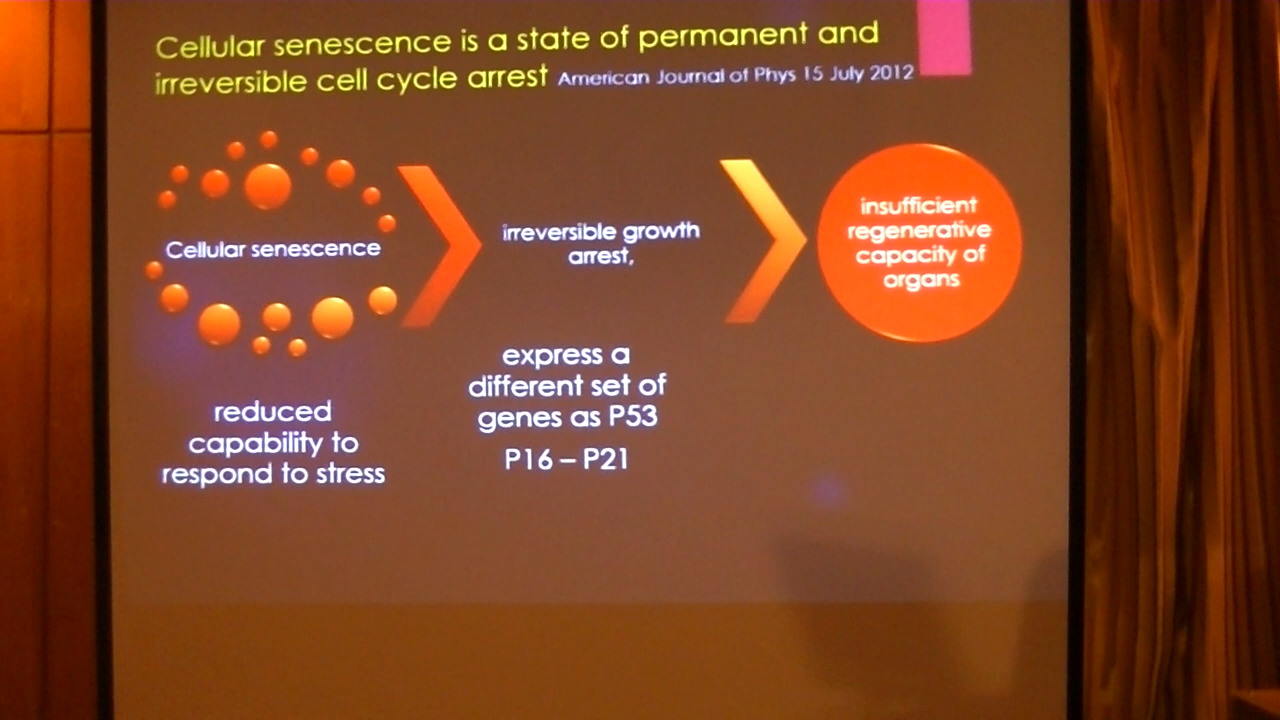 Cellular senescence is a state of permanent and
irreversible cell cycle arrest American Journal of Phys 15 July 2012
Cellular senescence
reduced
capability to
respond to stress
irreversible growth
arrest,
express a
different set of
genes as P53
P16 – P21
insufficient
regenerative
capacity of
organs